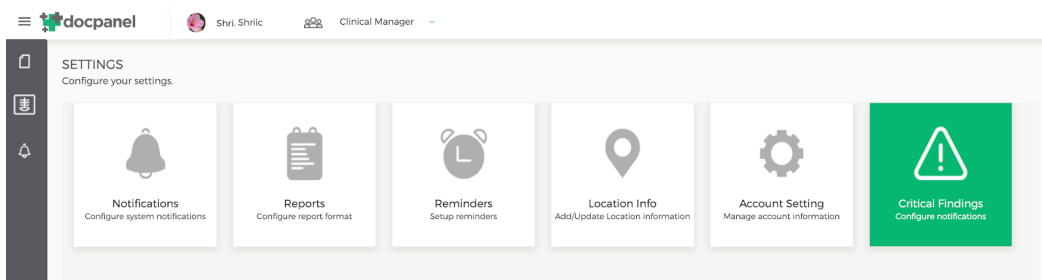 docpanel
Shri. Shriic
Clinical Manager
SETTINGS
Configure your settings.
Notifications
Configure system notifications
Reports
Configure report format
Reminders
Setup reminders
Location Info
Add/Update Location information
Account Setting
Manage account information
Critical Findings
Configure notifications